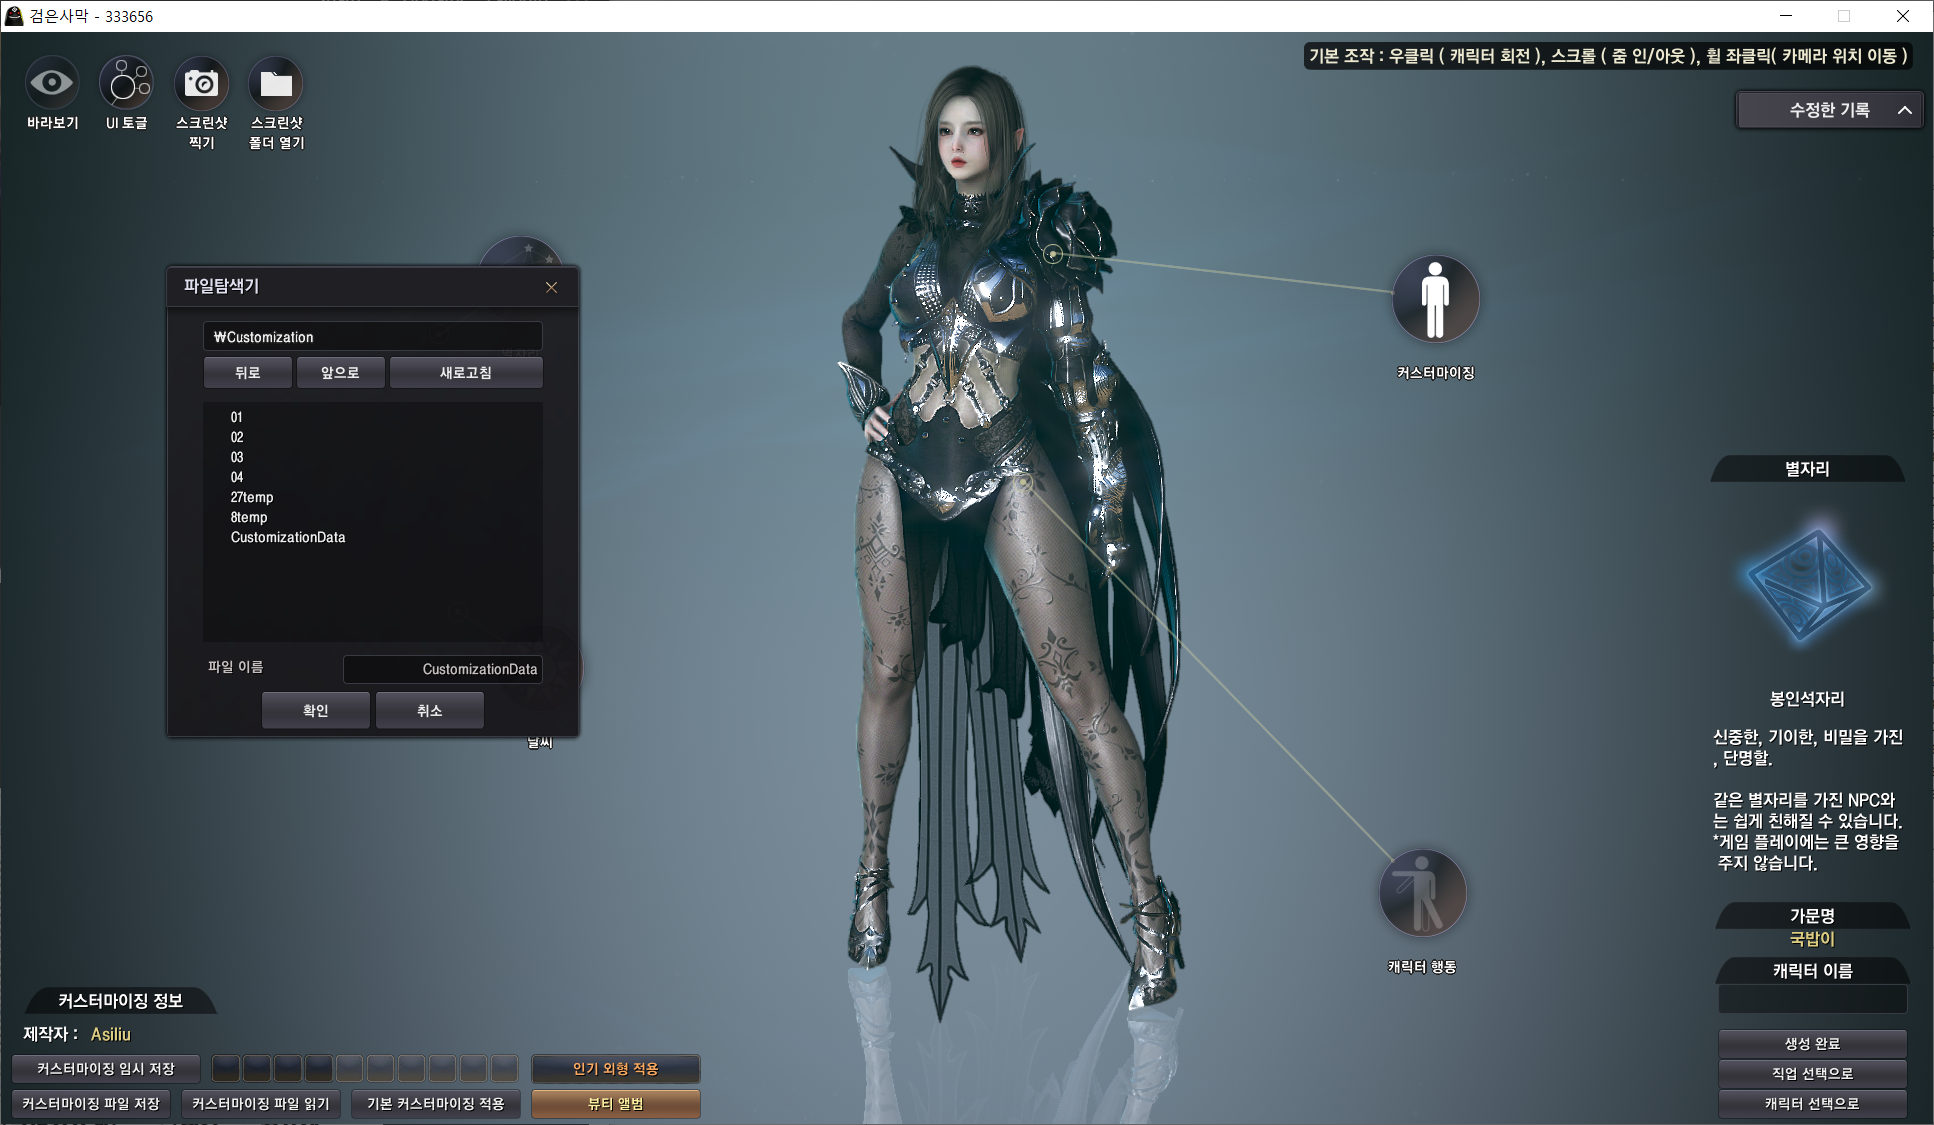 검은사막 - 333656
기본 조작 : 우클릭 ( 캐릭터 회전 ), 스크롤 ( 줌 인/아웃 ), 휠 좌클릭( 카메라 위치 이동 )
바라보기
UI 토글
스크린샷
찍기
스크린샷
폴더 열기
수정한 기록
파일탐색기
₩Customization
뒤로
앞으로
새로고침
01
02
03
04
27temp
8temp
CustomizationData
파일 이름
CustomizationData
확인
취소
날씨
커스터마이징
캐릭터 행동
별자리
봉인석자리
신중한, 기이한, 비밀을 가진
, 단명할.
같은 별자리를 가진 NPC와
는 쉽게 친해질 수 있습니다.
*게임 플레이에는 큰 영향을
주지 않습니다.
가문명
국밥이
캐릭터 이름
생성 완료
직업 선택으로
캐릭터 선택으로
커스터마이징 정보
제작자 : Asiliu
커스터마이징 임시 저장
인기 외형 적용
커스터마이징 파일 저장
커스터마이징 파일 읽기
기본 커스터마이징 적용
뷰티 앨범